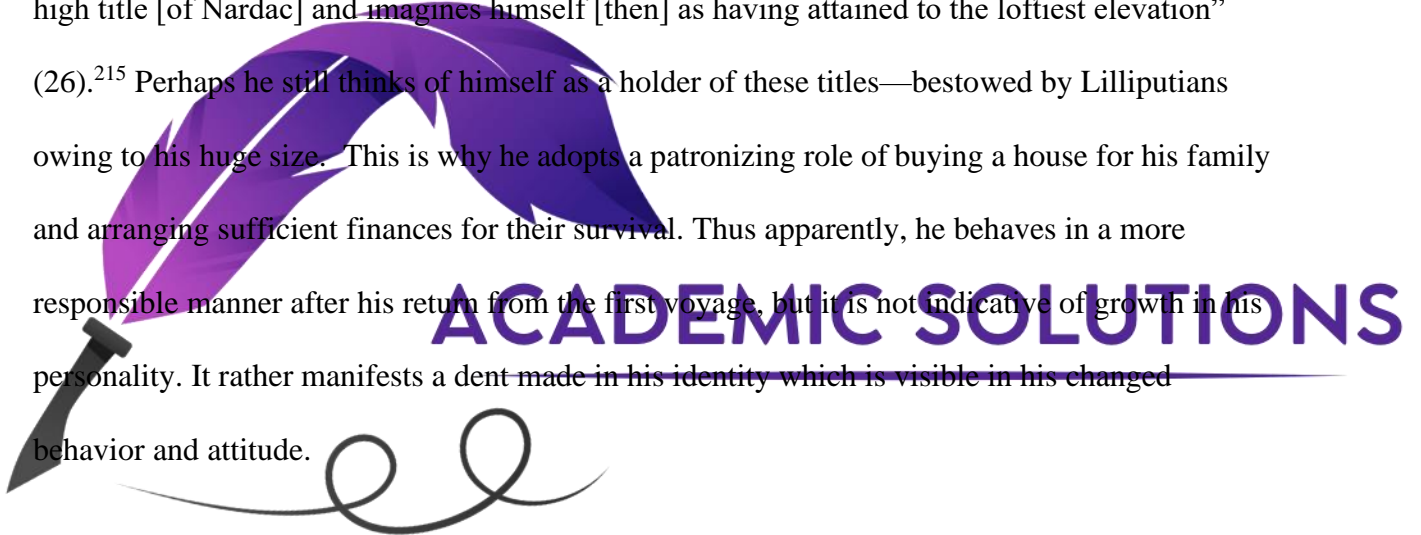 high title [of Nardac] and imagines himself [then] as having attained to the loftiest elevation”
(26).215 Perhaps he still thinks of himself as a holder of these titles—bestowed by Lilliputians
owing to his huge size. This is why he adopts a patronizing role of buying a house for his family
and arranging sufficient finances for their survival. Thus apparently, he behaves in a more
responsible manner after his return from the first voyage, but it is not indicative of growth in his
ACADEMIC SOLUTIONS
personality. It rather manifests a dent made in his identity which is visible in his changed
behavior and attitude.